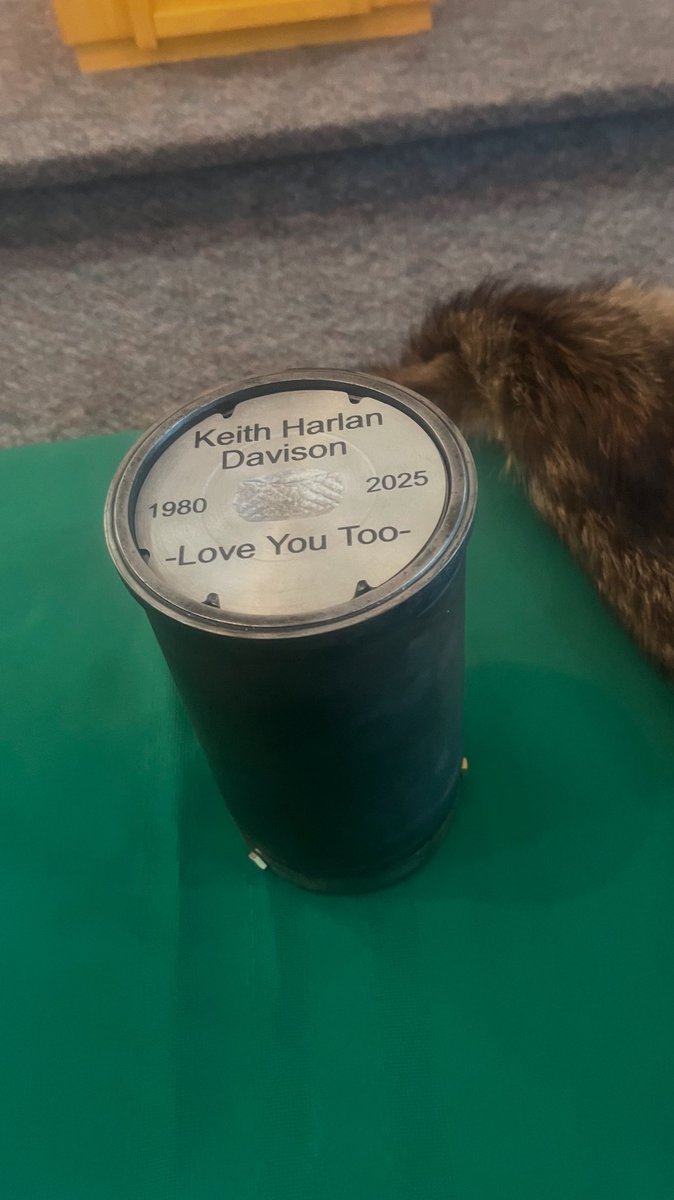 Keith Harlan
Davison
1980 2025
-Love You Too-